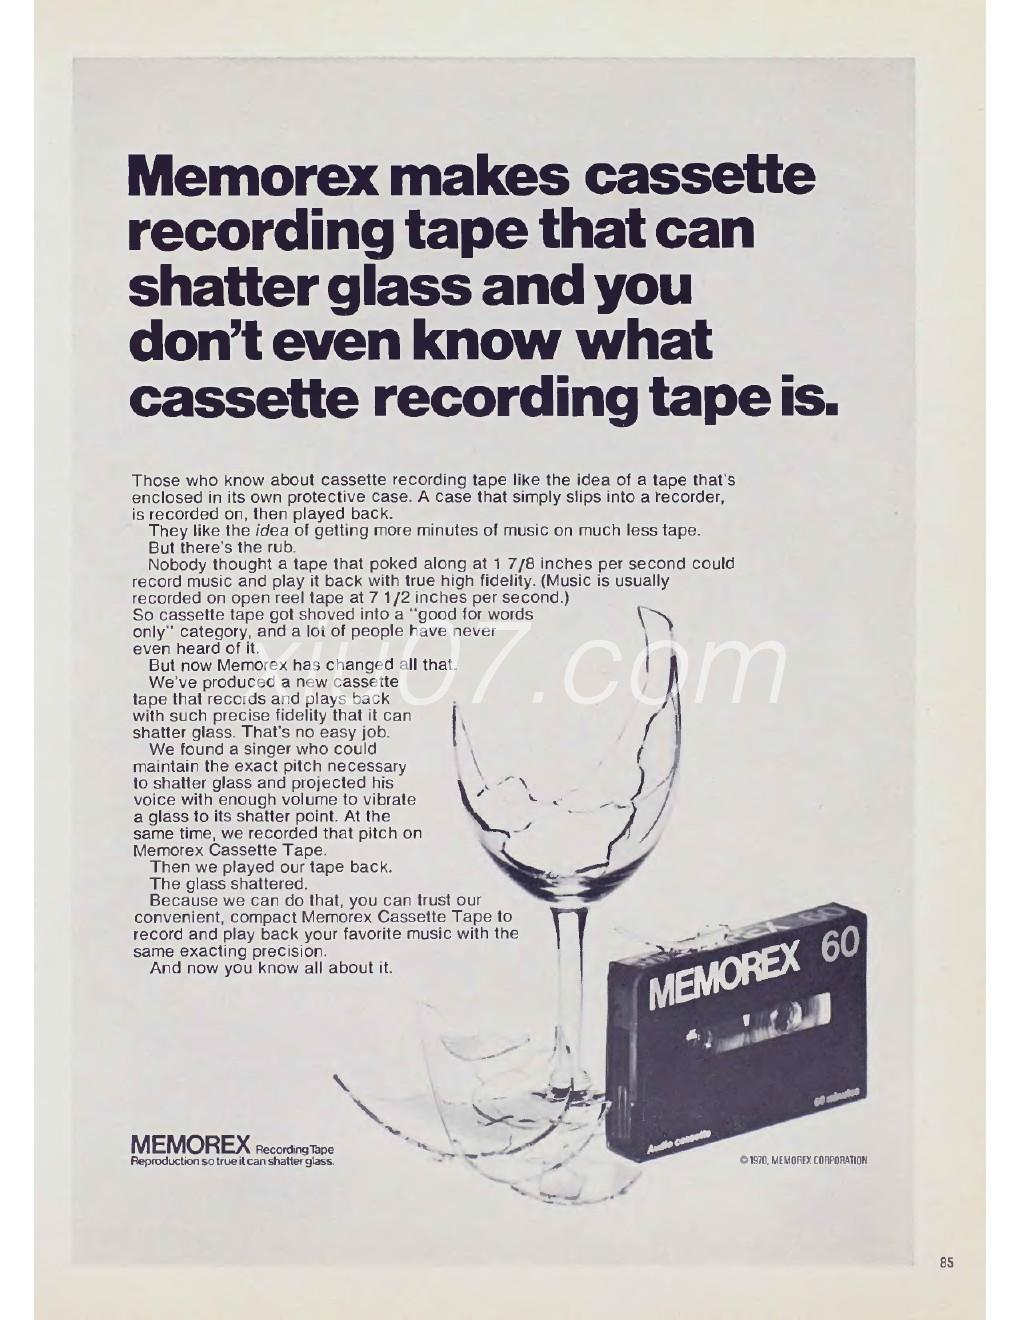 Memorex makes cassette
recording tape that can
shatter glass and you
don't even know what
cassette recording tape is.
Those who know about cassette recording tape like the idea of a tape that's
enclosed in its own protective case. A case that simply slips into a recorder,
is recorded on, then played back.
They like the idea of getting more minutes of music on much less tape.
But there's the rub.
Nobody thought a tape that poked along at 1 7/8 inches per second could
record music and play it back with true high fidelity. (Music is usually
recorded on open reel tape at 7 1/2 inches per second.)
So cassette tape got shoved into a "good for words
only" category, and a lot of people have never
even heard of it.
But now Memorex has changed all that.
We've produced a new cassette
tape that records and plays back
with such precise fidelity that it can
shatter glass. That's no easy job.
We found a singer who could
maintain the exact pitch necessary
to shatter glass and projected his
voice with enough volume to vibrate
a glass to its shatter point. At the
same time, we recorded that pitch on
Memorex Cassette Tape.
Then we played our tape back.
The glass shattered.
Because we can do that, you can trust our
convenient, compact Memorex Cassette Tape to
record and play back your favorite music with the
same exacting precision.
And now you know all about it.
xiu07.com
MEMOREX 60
60 minutes
Audio cassette
MEMOREX Recording Tape
Reproduction so true it can shatter glass.
© 1970, MEMOREX CORPORATION
85